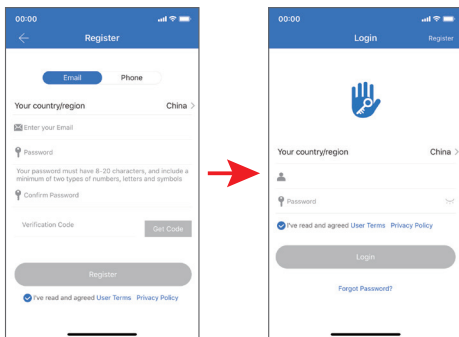 00:00
Register
Email
Phone
Your country/region
China >
Enter your Email
Password
Your password must have 8-20 characters, and include a
minimum of two types of numbers, letters and symbols
Confirm Password
Verification Code
Get Code
Register
I've read and agreed User Terms Privacy Policy
00:00
Login
Register
Your country/region
China >
Password
I've read and agreed User Terms Privacy Policy
Login
Forgot Password?